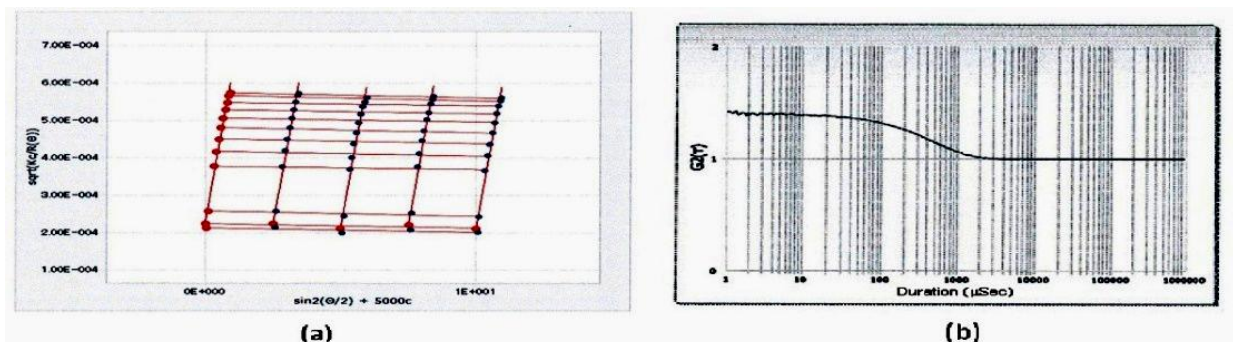 7.00E-004
6.00E-004
5.00E-004
4.00E-004
3.00E-004
2.00E-004
1.00E-004
sqrt(Kc/R(θ))
0E+000
1E+001
sin2(θ/2) + 5000c
(a)
2
1
0
G2(τ)
1
10
100
1000
10000
100000
1000000
Duration (µSec)
(b)